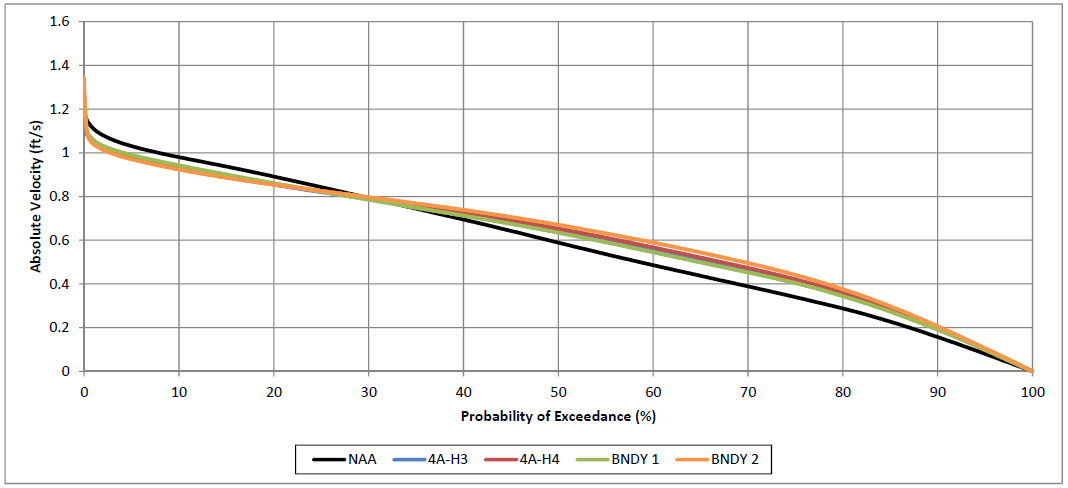 1.6
1.4
1.2
1
0.8
0.6
0.4
0.2
0
Absolute Velocity (ft/s)
0 10 20 30 40 50 60 70 80 90 100
Probability of Exceedance (%)
NAA 4A-H3 4A-H4 BNDY 1 BNDY 2